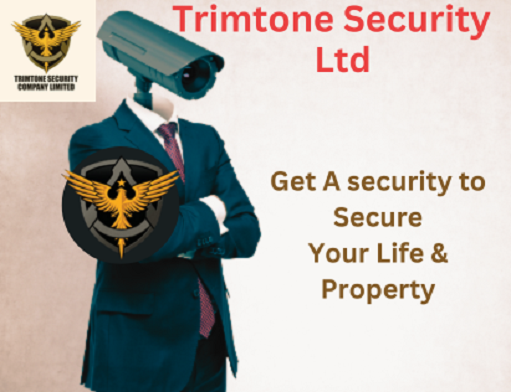 Trimtone Security
Ltd
TRIMTONE SECURITY
COMPANY LIMITED
Get A security to
Secure
Your Life &
Property